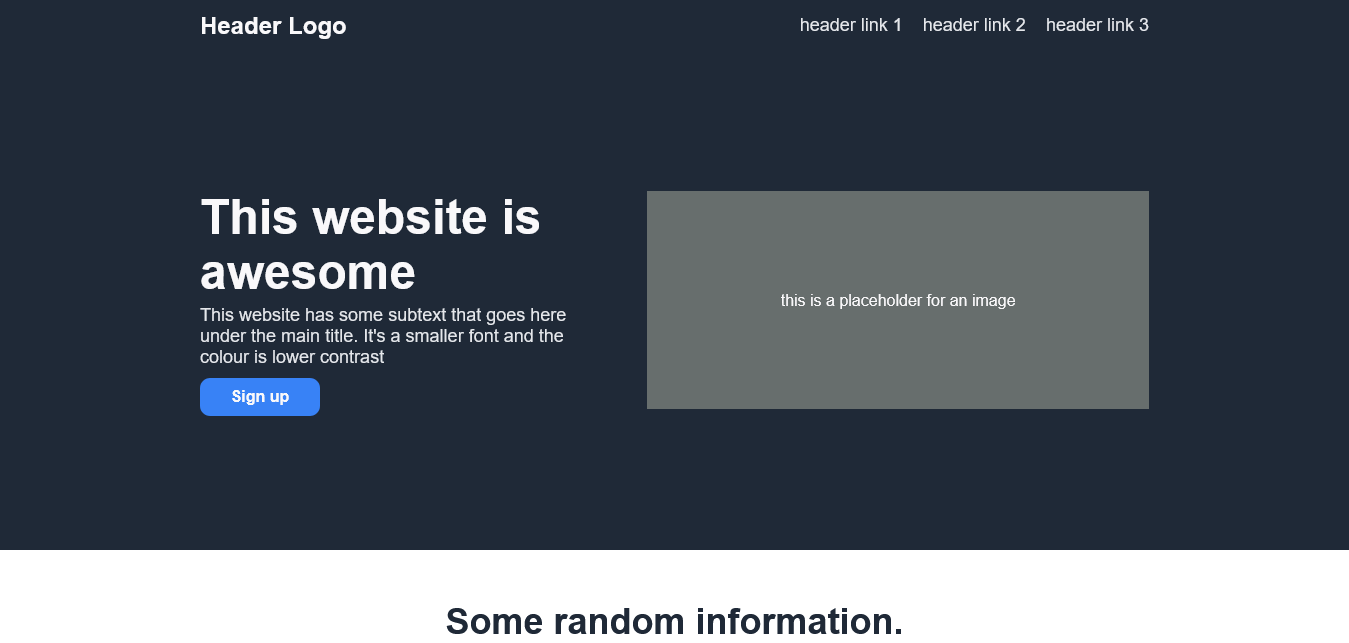 Header Logo
header link 1 header link 2 header link 3
This website is
awesome
This website has some subtext that goes here
under the main title. It's a smaller font and the
colour is lower contrast
Sign up
this is a placeholder for an image
Some random information.